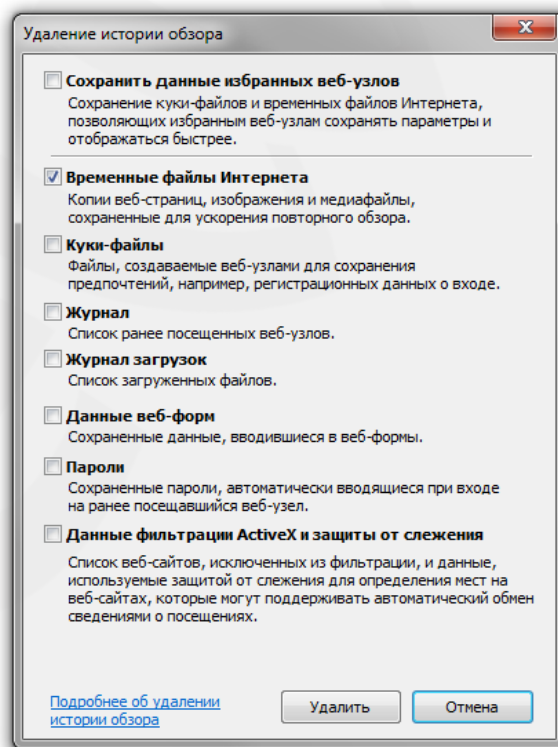 Удаление истории обзора
Сохранить данные избранных веб-узлов
Сохранение куки-файлов и временных файлов Интернета,
позволяющих избранным веб-узлам сохранять параметры и
отображаться быстрее.
Временные файлы Интернета
Копии веб-страниц, изображения и медиафайлы,
сохраненные для ускорения повторного обзора.
Куки-файлы
Файлы, создаваемые веб-узлами для сохранения
предпочтений, например, регистрационных данных о входе.
Журнал
Список ранее посещенных веб-узлов.
Журнал загрузок
Список загруженных файлов.
Данные веб-форм
Сохраненные данные, вводившиеся в веб-формы.
Пароли
Сохраненные пароли, автоматически вводящиеся при входе
на ранее посещавшийся веб-узел.
Данные фильтрации ActiveX и защиты от слежения
Список веб-сайтов, исключенных из фильтрации, и данные,
используемые защитой от слежения для определения мест на
веб-сайтах, которые могут поддерживать автоматический обмен
сведениями о посещениях.
Подробнее об удалении
истории обзора
Удалить
Отмена